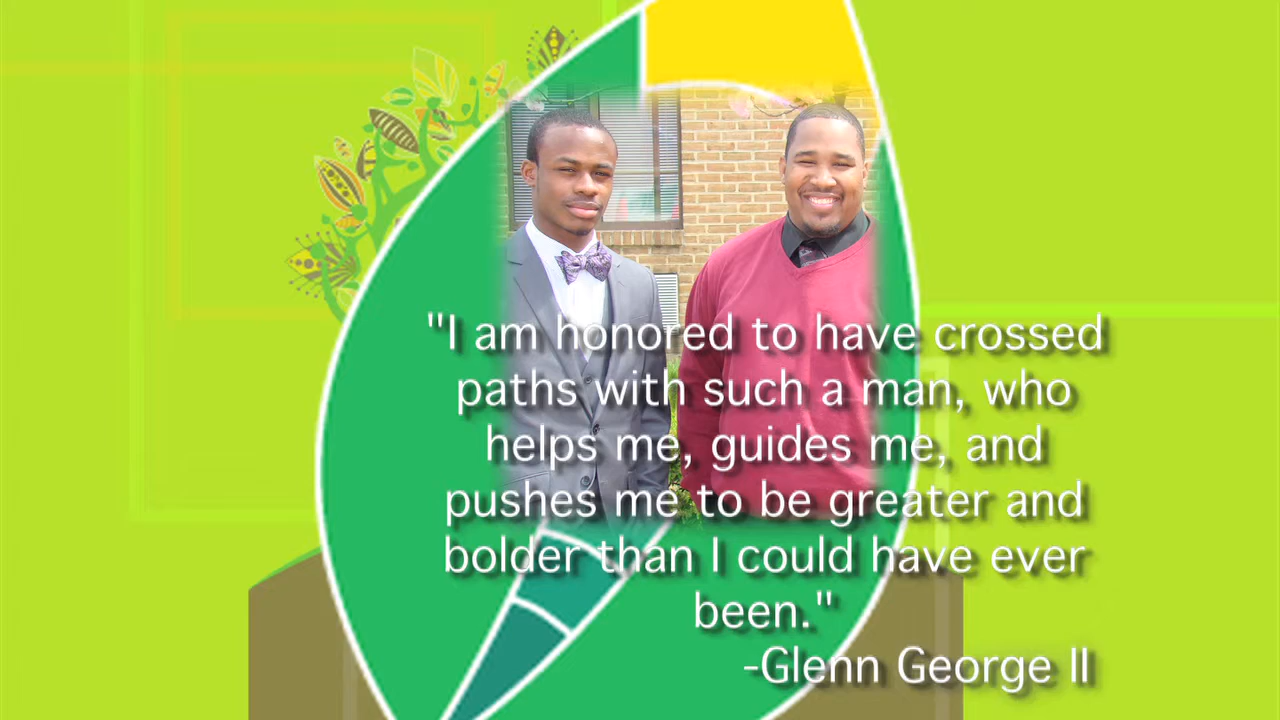 "I am honored to have crossed
paths with such a man, who
helps me, guides me, and
pushes me to be greater and
bolder than I could have ever
been."
-Glenn George II